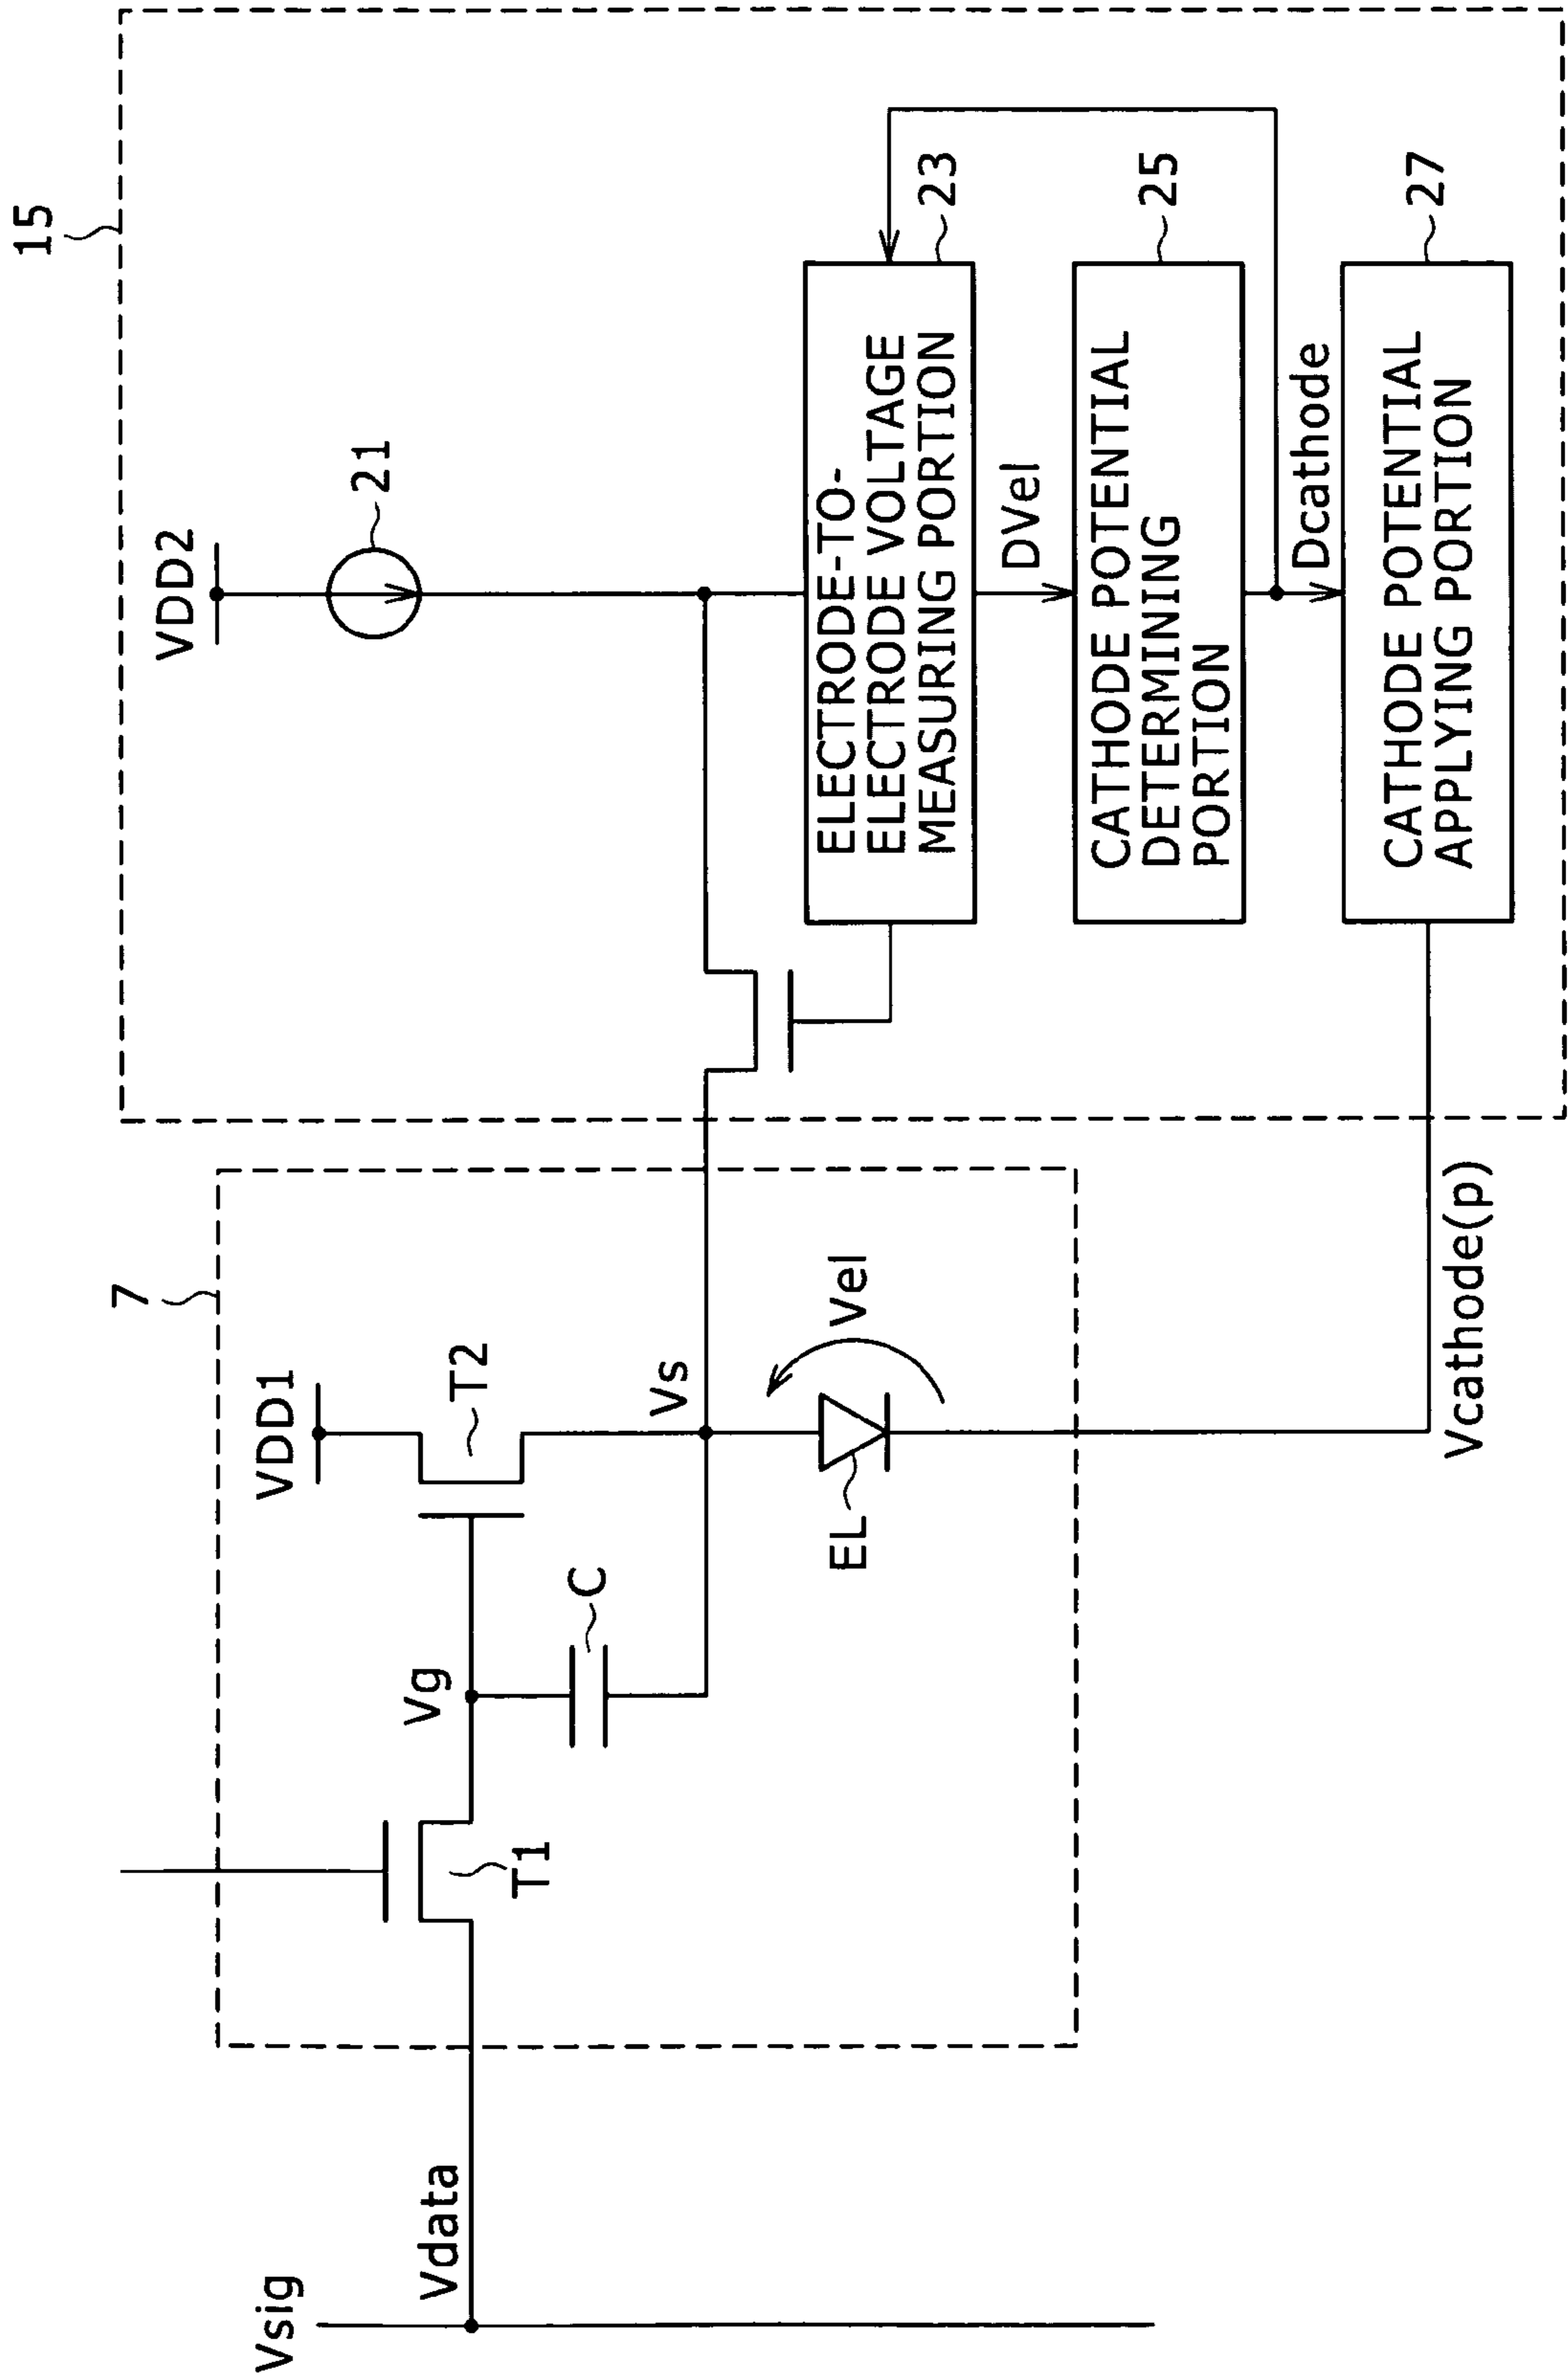 15
7
VDD2
21
VDD1
T2
Vs
Vg
C
T1
Vsig
Vdata
EL
Vel
ELECTRODE-TO-
ELECTRODE VOLTAGE
MEASURING PORTION
23
DVel
CATHODE POTENTIAL
DETERMINING
PORTION
25
Dcathode
CATHODE POTENTIAL
APPLYING PORTION
27
Vcathode(p)